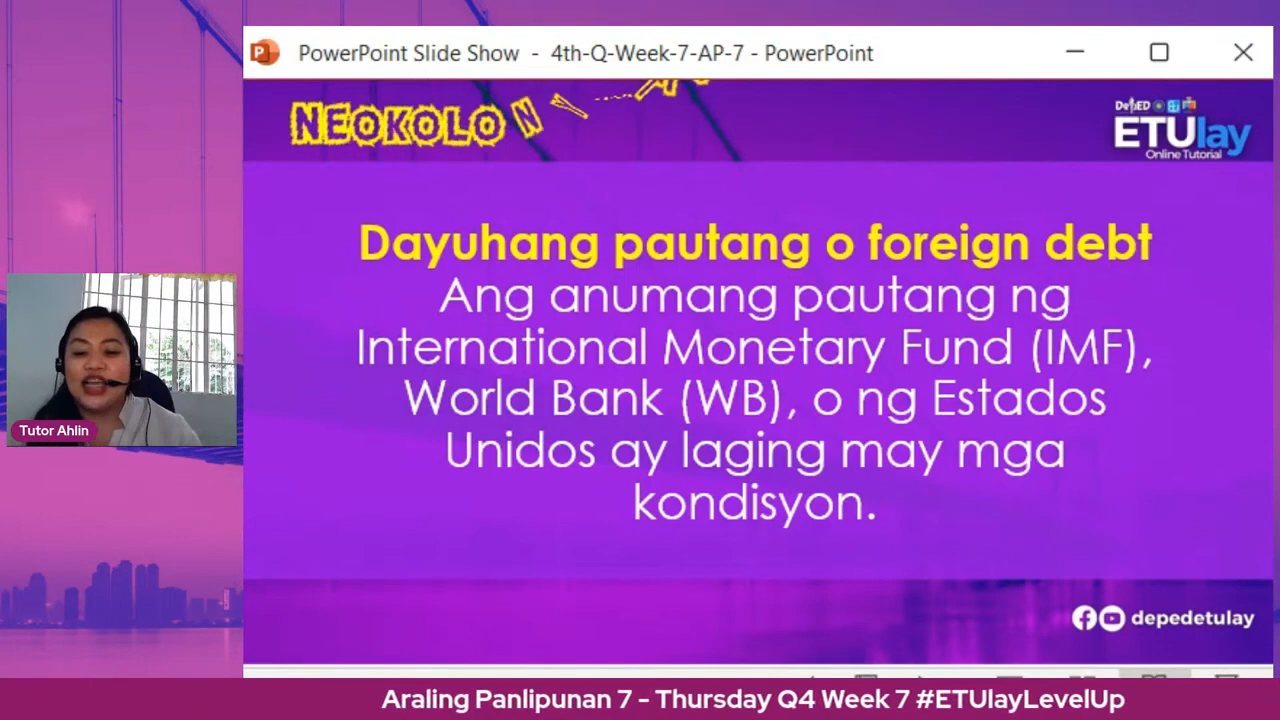 PowerPoint Slide Show - 4th-Q-Week-7-AP-7 - PowerPoint
NEOKOLON
DepED
ETUlay
Online Tutorial
Dayuhang pautang o foreign debt
Ang anumang pautang ng
International Monetary Fund (IMF),
World Bank (WB), o ng Estados
Unidos ay laging may mga
kondisyon.
Tutor Ahlin
depedetulay
Araling Panlipunan 7 - Thursday Q4 Week 7 #ETUlayLevelUp